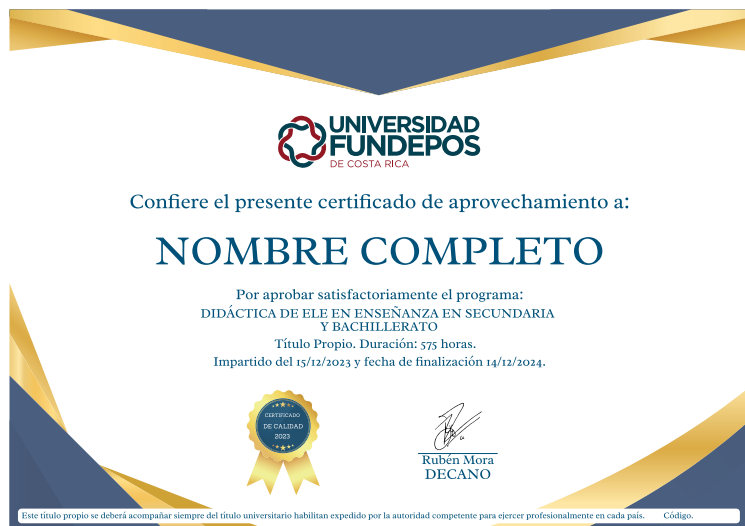 UNIVERSIDAD
FUNDEPOS
DE COSTA RICA
Confiere el presente certificado de aprovechamiento a:
NOMBRE COMPLETO
Por aprobar satisfactoriamente el programa:
DIDÁCTICA DE ELE EN ENSEÑANZA EN SECUNDARIA
Y BACHILLERATO
Título Propio. Duración: 575 horas.
Impartido del 15/12/2023 y fecha de finalización 14/12/2024.
CERTIFICADO
DE CALIDAD
2023
Rubén Mora
DECANO
Este título propio se deberá acompañar siempre del título universitario habilitan expedido por la autoridad competente para ejercer profesionalmente en cada país. Código.